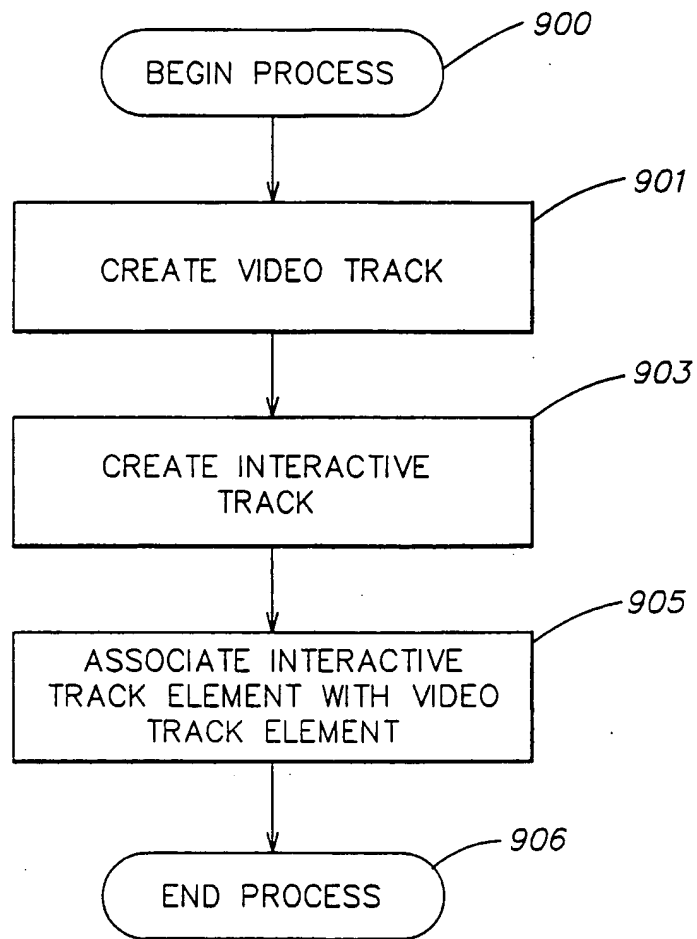 900
BEGIN PROCESS
901
CREATE VIDEO TRACK
903
CREATE INTERACTIVE
TRACK
905
ASSOCIATE INTERACTIVE
TRACK ELEMENT WITH VIDEO
TRACK ELEMENT
906
END PROCESS